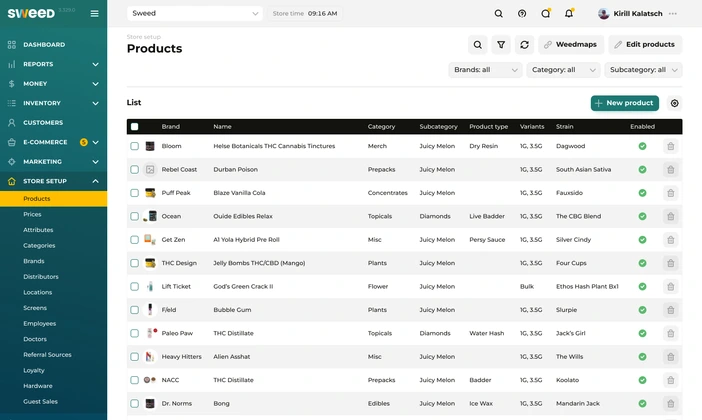 sweed
Sweed
Store time 09:16 AM
Kirill Kalatsch
DASHBOARD
REPORTS
MONEY
INVENTORY
CUSTOMERS
E-COMMERCE 5
MARKETING
STORE SETUP
Products
Prices
Attributes
Categories
Brands
Distributors
Locations
Screens
Employees
Doctors
Referral Sources
Loyalty
Hardware
Guest Sales
Store setup
Products
Weedmaps
Edit products
Brands: all
Category: all
Subcategory: all
List
New product
Brand Name Category Subcategory Product type Variants Strain Enabled
Bloom Helse Botanicals THC Cannabis Tinctures Merch Juicy Melon Dry Resin 1G, 3.5G Dagwood
Rebel Coast Durban Poison Prepacks Juicy Melon 1G, 3.5G South Asian Sativa
Puff Peak Blaze Vanilla Cola Concentrates Juicy Melon 1G, 3.5G Fauxsido
Ocean Ouide Edibles Relax Topicals Diamonds Live Badder 1G, 3.5G The CBG Blend
Get Zen A1 Yola Hybrid Pre Roll Misc Juicy Melon Persy Sauce 1G, 3.5G Silver Cindy
THC Design Jelly Bombs THC/CBD (Mango) Plants Juicy Melon 1G, 3.5G Four Cups
Lift Ticket God's Green Crack II Flower Juicy Melon Bulk Ethos Hash Plant Bx1
F/eld Bubble Gum Plants Juicy Melon 1G, 3.5G Slurpie
Paleo Paw THC Distillate Topicals Diamonds Water Hash 1G, 3.5G Jack's Girl
Heavy Hitters Alien Asshat Misc Juicy Melon 1G, 3.5G The Wills
NACC THC Distillate Prepacks Juicy Melon Badder 1G, 3.5G Koolato
Dr. Norms Bong Edibles Juicy Melon Ice Wax 1G, 3.5G Mandarin Jack